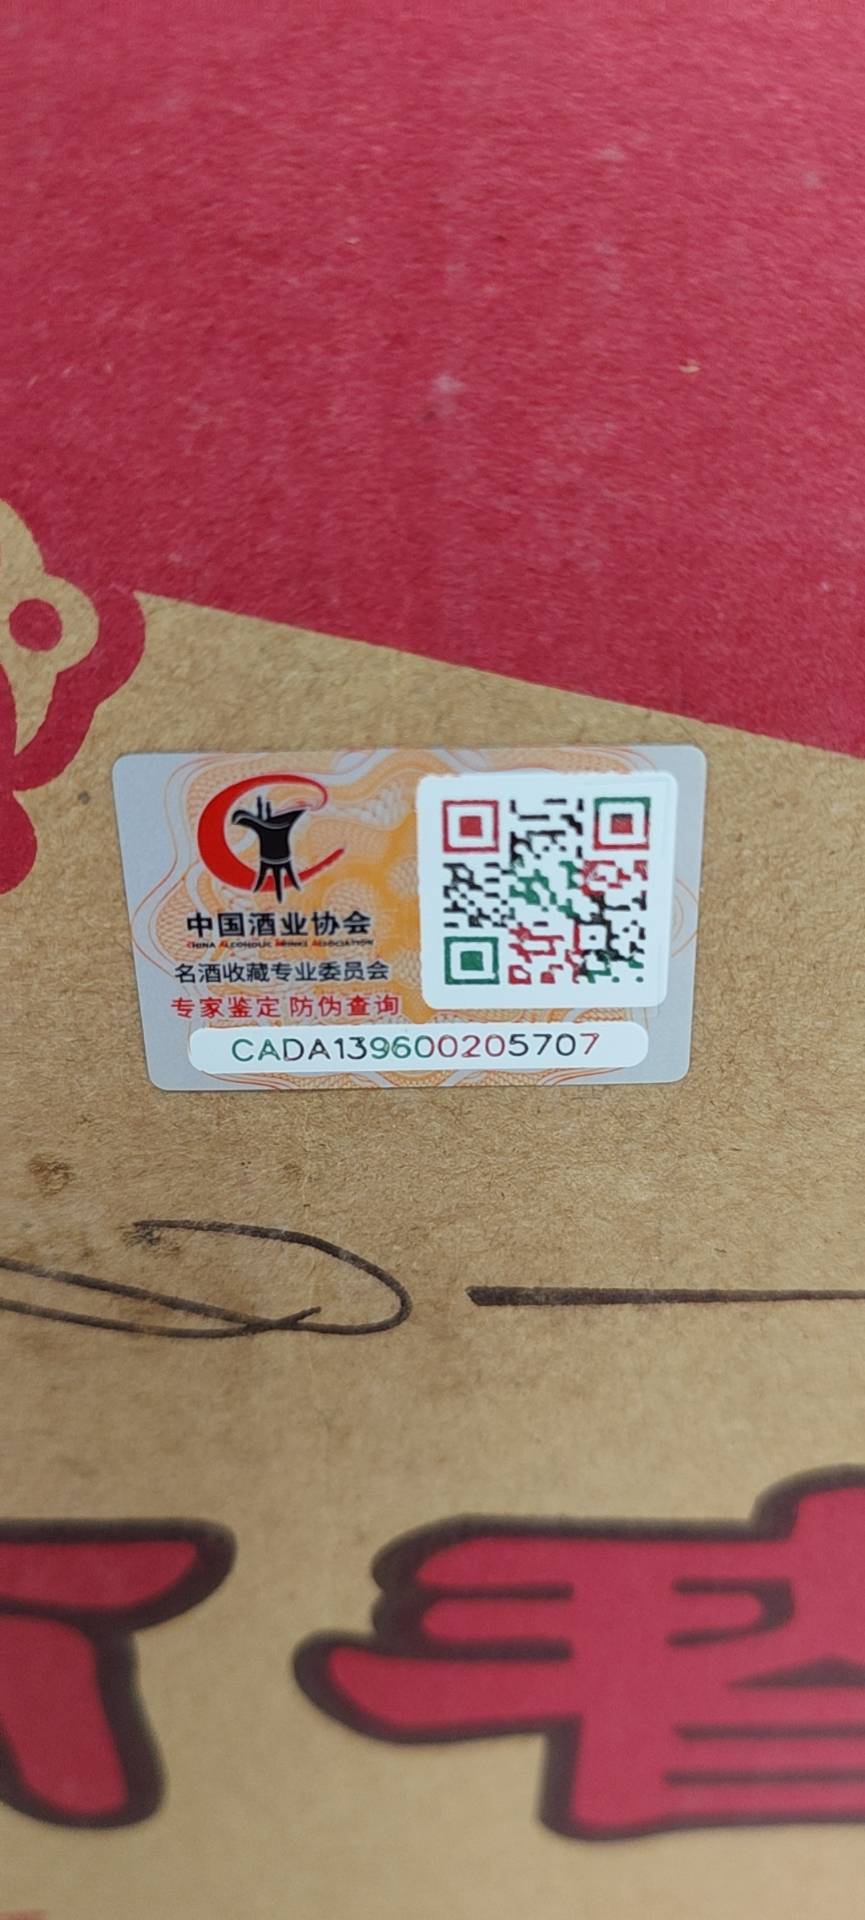 中国酒业协会
CHINA ALCOHOLIC DRINKS ASSOCIATION
名酒收藏专业委员会
专家鉴定 防伪查询
CADA139600205707